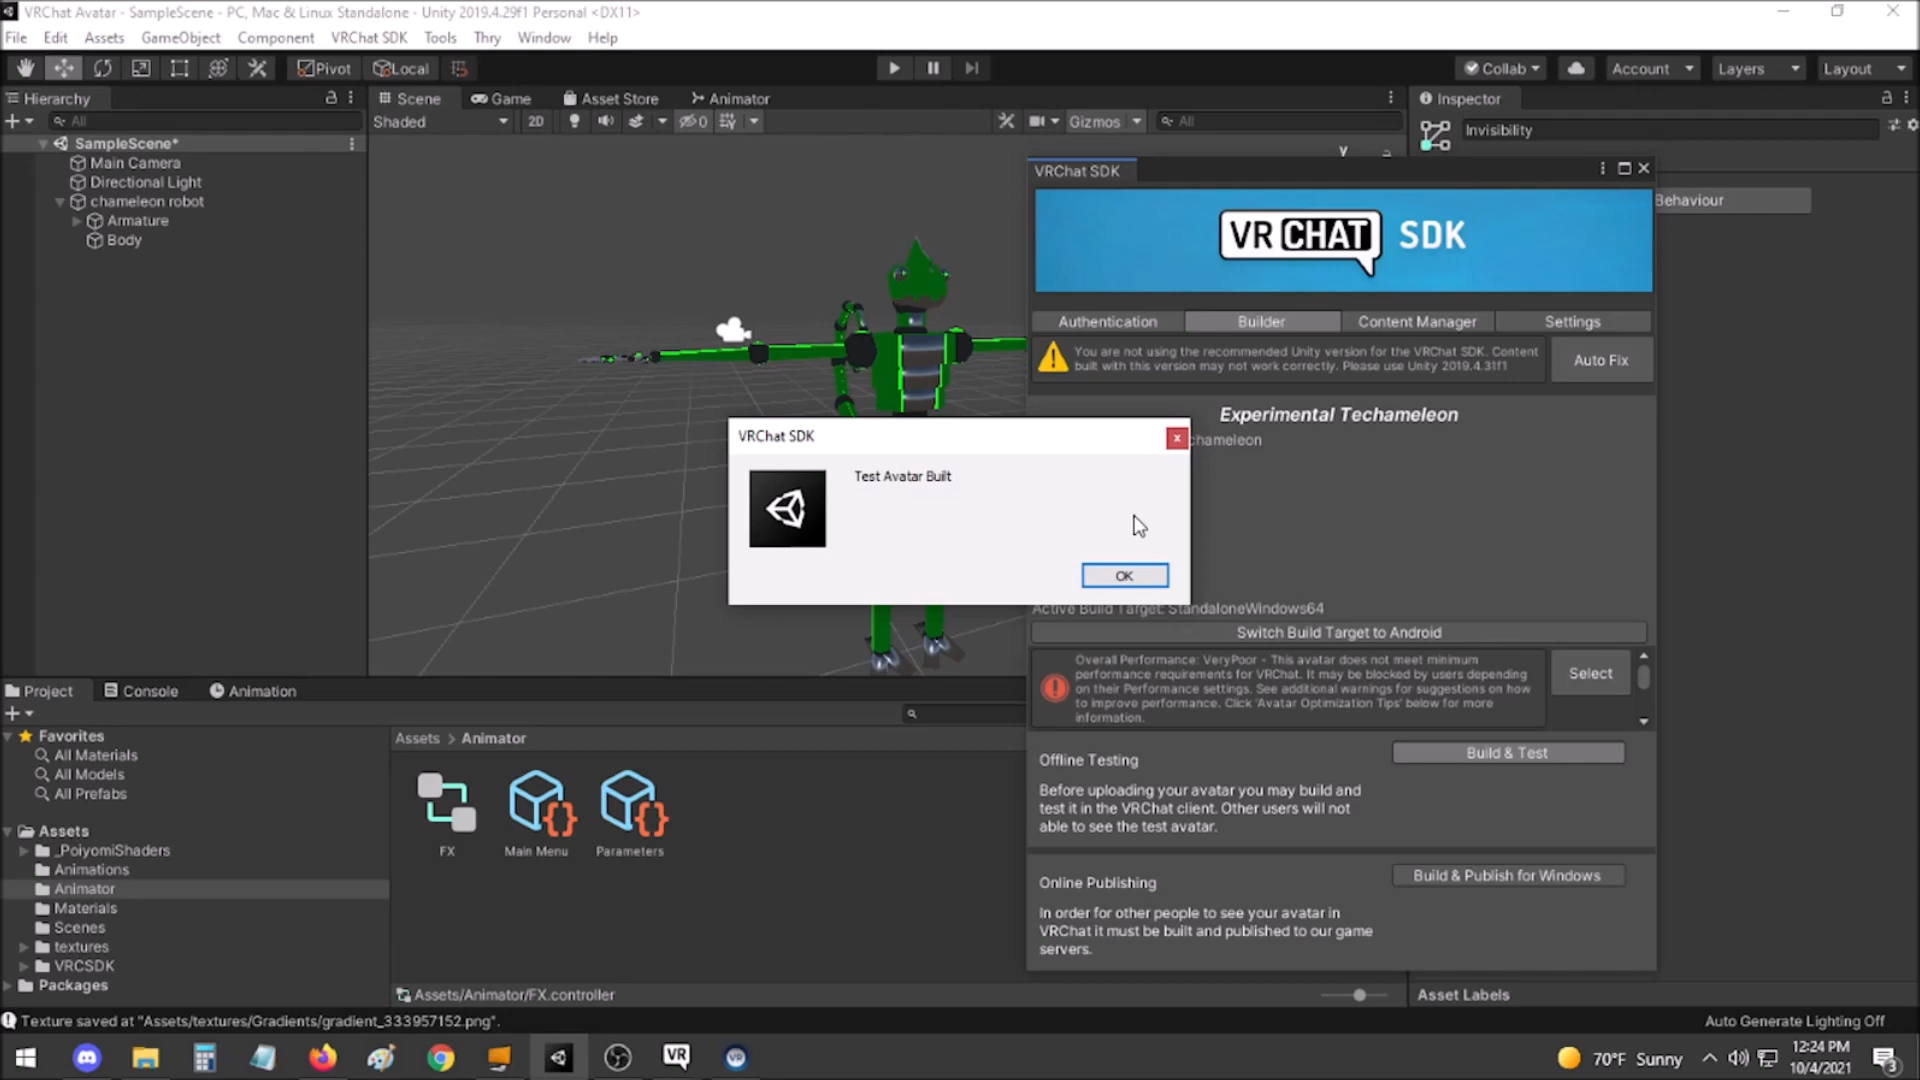 VRChat Avatar - SampleScene - PC, Mac & Linux Standalone - Unity 2019.4.29f1 Personal <DX11>
File Edit Assets GameObject Component VRChat SDK Tools Thry Window Help
Pivot Local Collab Account Layers Layout
Hierarchy
All
SampleScene*
Main Camera
Directional Light
chameleon robot
Armature
Body
Scene Game Asset Store Animator
Shaded 2D 0 Gizmos All
y
Inspector
Invisibility
Behaviour
VRChat SDK
VRCHAT SDK
Authentication Builder Content Manager Settings
You are not using the recommended Unity version for the VRChat SDK. Content
built with this version may not work correctly. Please use Unity 2019.4.31f1
Auto Fix
Experimental Techameleon
chameleon
VRChat SDK
x
Test Avatar Built
OK
Active Build Target: StandaloneWindows64
Switch Build Target to Android
Overall Performance: VeryPoor - This avatar does not meet minimum
performance requirements for VRChat. It may be blocked by users depending
on their Performance settings. See additional warnings for suggestions on how
to improve performance. Click 'Avatar Optimization Tips' below for more
information.
Select
Offline Testing
Build & Test
Before uploading your avatar you may build and
test it in the VRChat client. Other users will not
able to see the test avatar.
Online Publishing
Build & Publish for Windows
In order for other people to see your avatar in
VRChat it must be built and published to our game
servers.
Project Console Animation
Favorites
All Materials
All Models
All Prefabs
Assets
_PoiyomiShaders
Animations
Animator
Materials
Scenes
textures
VRCSDK
Packages
Assets > Animator
FX Main Menu Parameters
Assets/Animator/FX.controller
Asset Labels
Texture saved at "Assets/textures/Gradients/gradient_333957152.png".
Auto Generate Lighting Off
VR
70°F Sunny
12:24 PM
10/4/2021
3